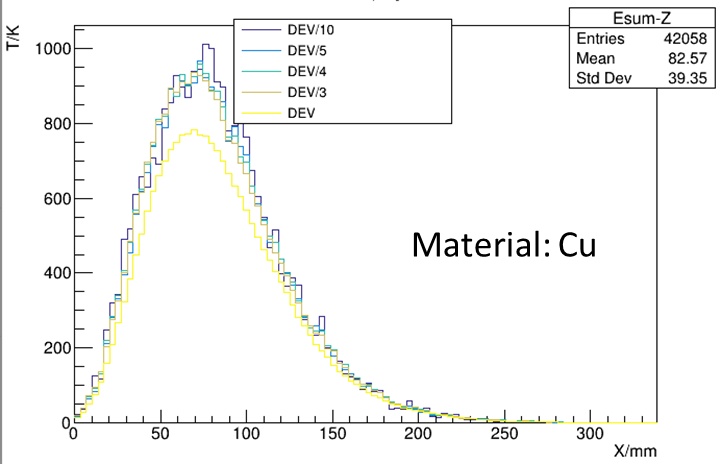 T/K
1000
800
600
400
200
0
DEV/10
DEV/5
DEV/4
DEV/3
DEV
Esum-Z
Entries 42058
Mean 82.57
Std Dev 39.35
Material: Cu
0 50 100 150 200 250 300
X/mm